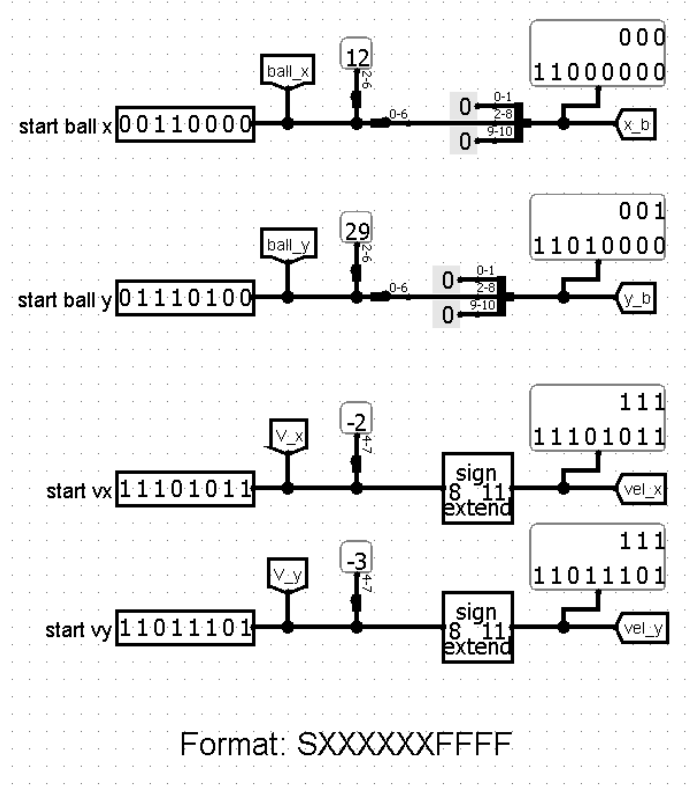 000
ball_x
12
11000000
2-6
0-1
0
start ball x 00110000
0-6
2-8
x_b
9-10
0
001
ball_y
29
11010000
2-6
0-1
0
start ball y 01110100
0-6
2-8
y_b
9-10
0
111
V_x
-2
11101011
4-7
sign
start vx 11101011
8 11
vel_x
extend
111
V_y
-3
11011101
4-7
sign
start vy 11011101
8 11
vel_y
extend
Format: SXXXXXXFFFF